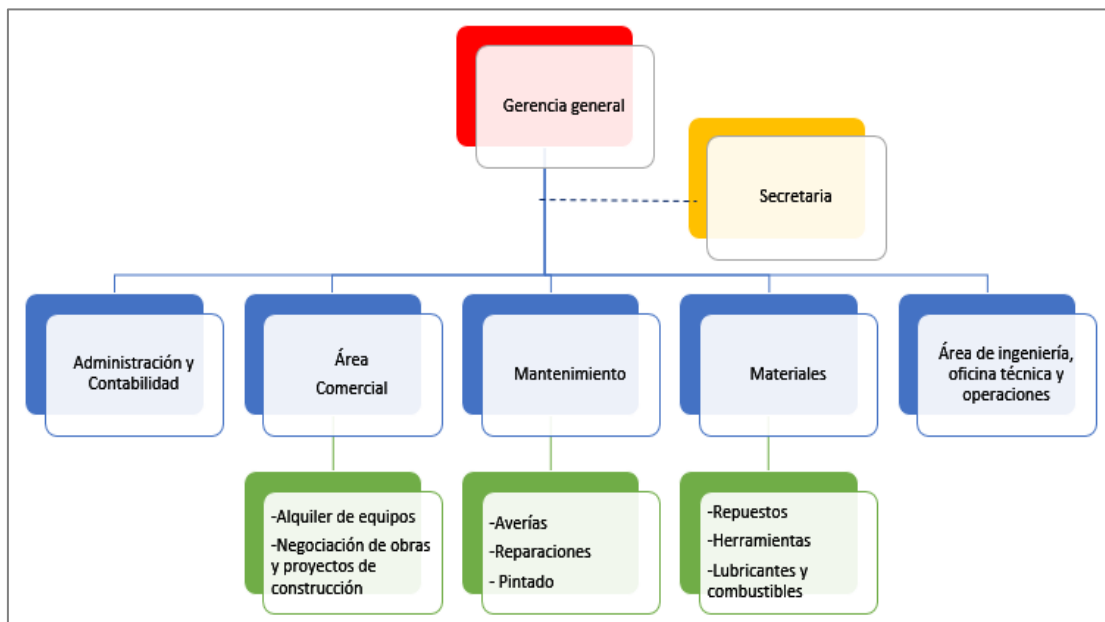 Gerencia general
Secretaria
Administración y
Contabilidad
Área
Comercial
Mantenimiento
Materiales
Área de ingeniería,
oficina técnica y
operaciones
-Alquiler de equipos
-Negociación de obras
y proyectos de
construcción
-Averías
-Reparaciones
- Pintado
-Repuestos
-Herramientas
-Lubricantes y
combustibles